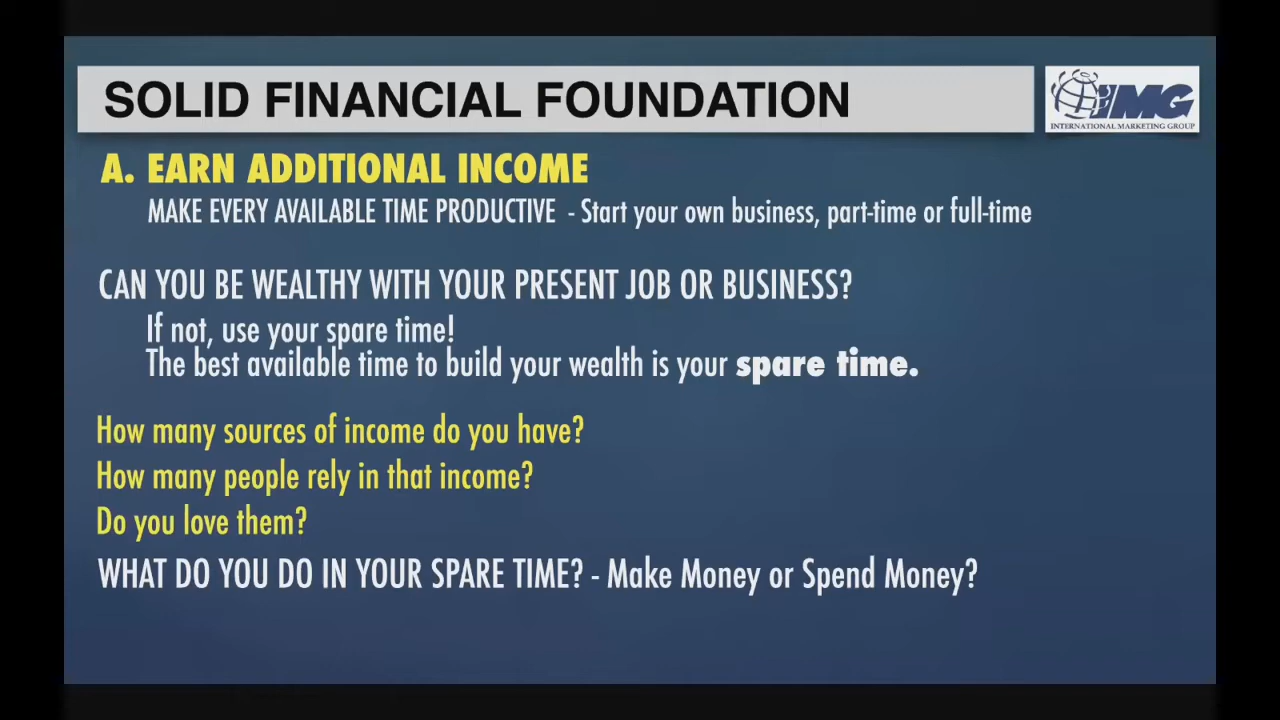 SOLID FINANCIAL FOUNDATION
IMG
INTERNATIONAL MARKETING GROUP
A. EARN ADDITIONAL INCOME
MAKE EVERY AVAILABLE TIME PRODUCTIVE - Start your own business, part-time or full-time
CAN YOU BE WEALTHY WITH YOUR PRESENT JOB OR BUSINESS?
If not, use your spare time!
The best available time to build your wealth is your spare time.
How many sources of income do you have?
How many people rely in that income?
Do you love them?
WHAT DO YOU DO IN YOUR SPARE TIME? - Make Money or Spend Money?